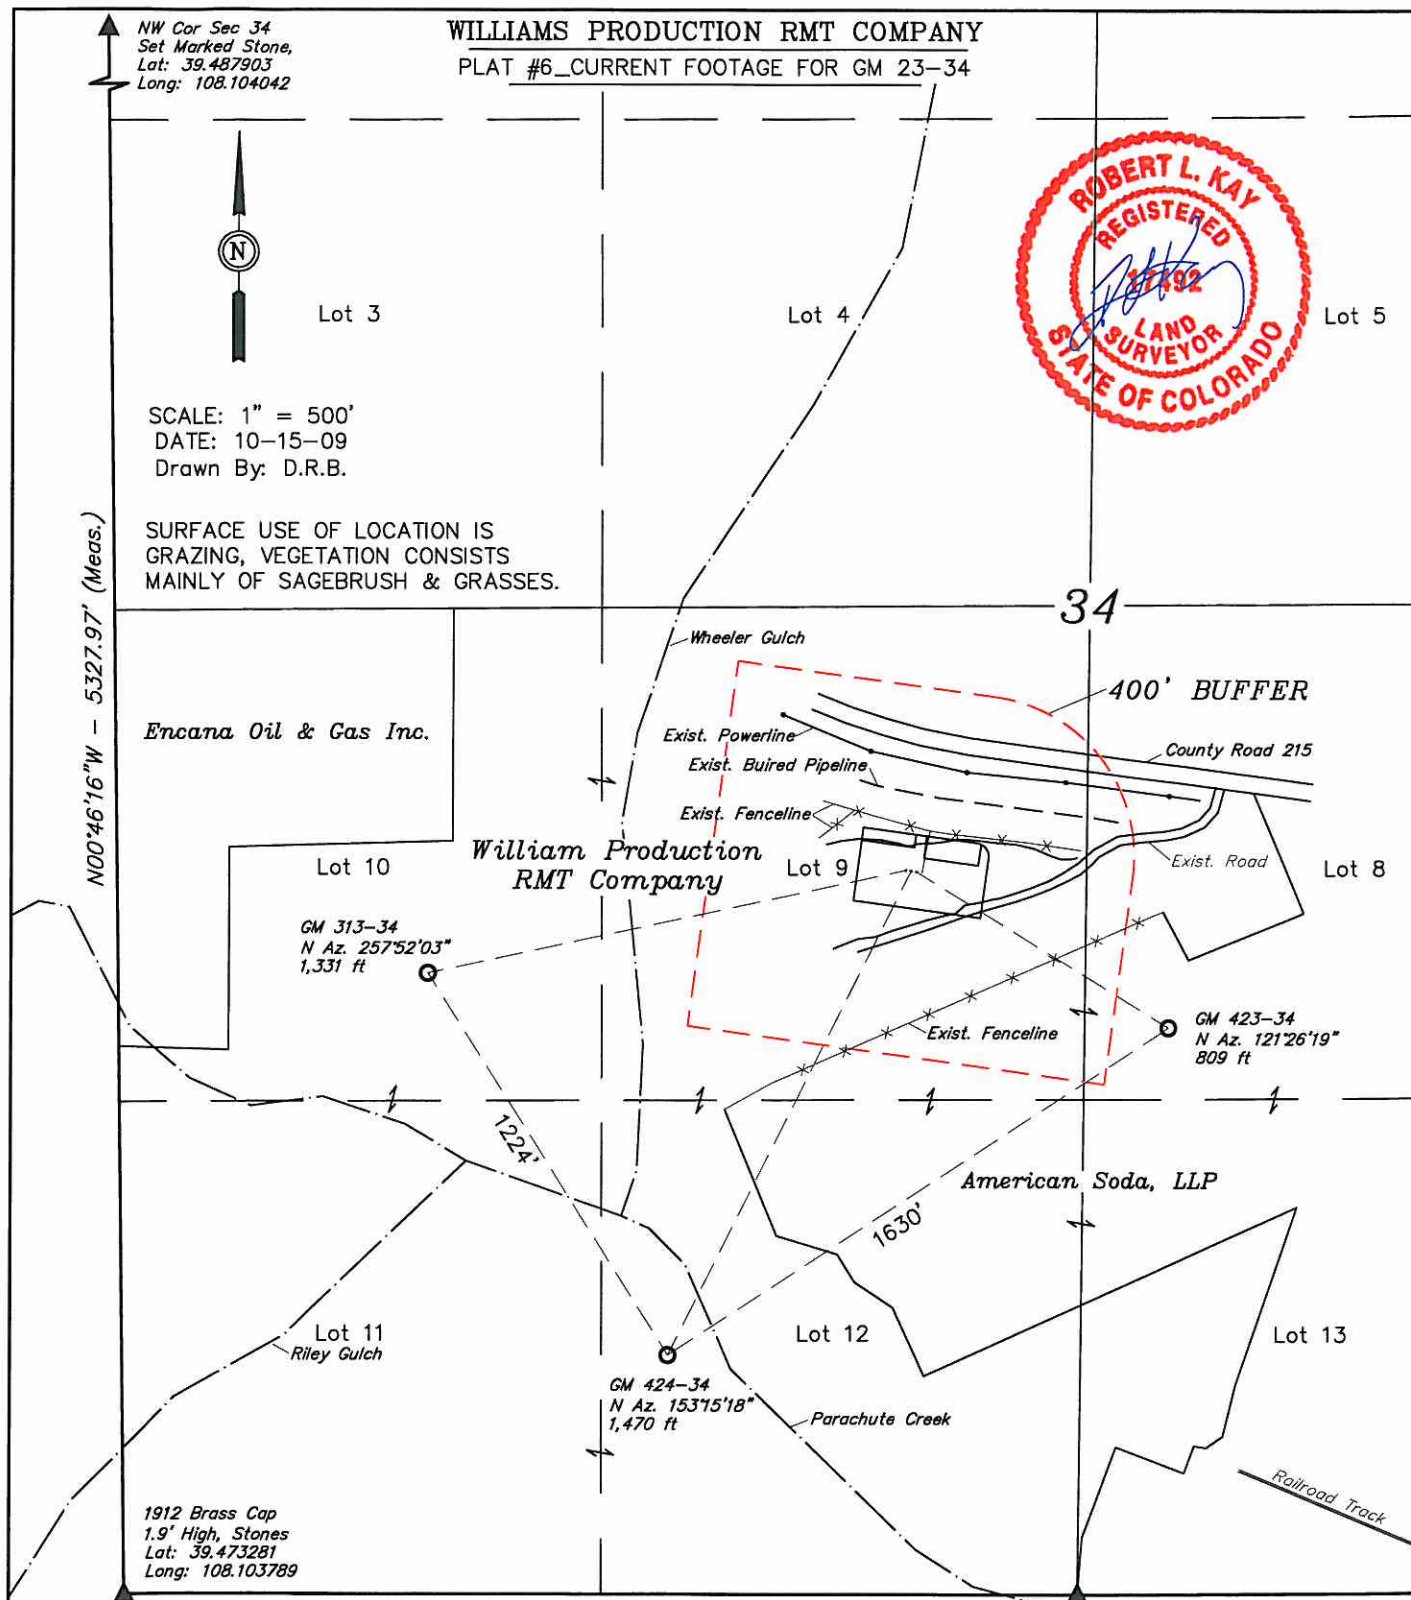 NW Cor Sec 34
Set Marked Stone,
Lat: 39.487903
Long: 108.104042
WILLIAMS PRODUCTION RMT COMPANY
PLAT #6_CURRENT FOOTAGE FOR GM 23-34
N
Lot 3
Lot 4
Lot 5
ROBERT L. KAY
REGISTERED
17492
LAND
SURVEYOR
STATE OF COLORADO
SCALE: 1" = 500'
DATE: 10-15-09
Drawn By: D.R.B.
SURFACE USE OF LOCATION IS
GRAZING, VEGETATION CONSISTS
MAINLY OF SAGEBRUSH & GRASSES.
N00°46'16"W - 5327.97' (Meas.)
34
Wheeler Gulch
400' BUFFER
Encana Oil & Gas Inc.
Exist. Powerline
County Road 215
Exist. Buired Pipeline
Exist. Fenceline
William Production
RMT Company
Lot 10
Lot 9
Exist. Road
Lot 8
GM 313-34
N Az. 257°52'03"
1,331 ft
GM 423-34
N Az. 121°26'19"
809 ft
Exist. Fenceline
1224'
American Soda, LLP
1630'
Lot 11
Riley Gulch
Lot 12
Lot 13
GM 424-34
N Az. 153°15'18"
1,470 ft
Parachute Creek
Railroad Track
1912 Brass Cap
1.9' High, Stones
Lat: 39.473281
Long: 108.103789